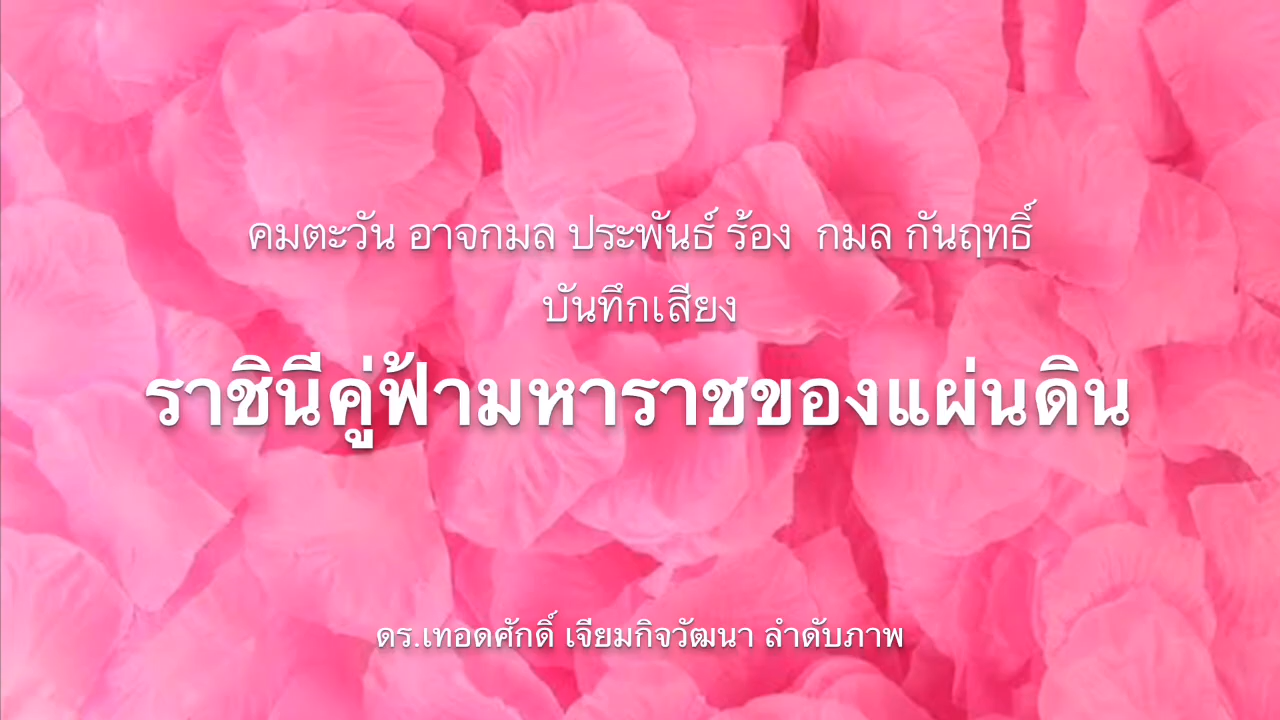 คมตะวัน อาจกมล ประพันธ์ ร้อง  กมล กันฤทธิ์
บันทึกเสียง
ราชินีคู่ฟ้ามหาราชของแผ่นดิน
ดร.เทอดศักดิ์ เจียมกิจวัฒนา ลำดับภาพ